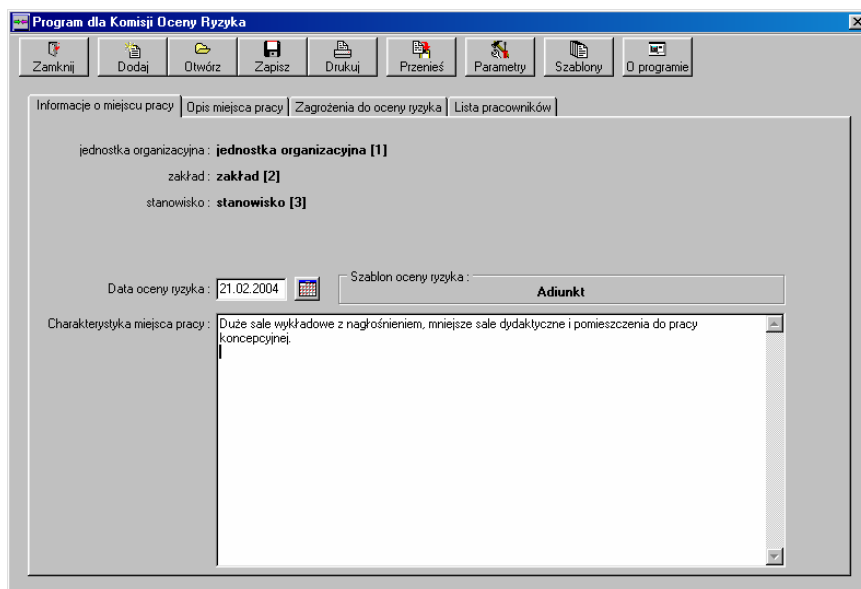 Program dla Komisji Oceny Ryzyka
Zamknij Dodaj Otwórz Zapisz Drukuj Przenieś Parametry Szablony O programie
Informacje o miejscu pracy Opis miejsca pracy Zagrożenia do oceny ryzyka Lista pracowników
jednostka organizacyjna : jednostka organizacyjna [1]
zakład : zakład [2]
stanowisko : stanowisko [3]
Szablon oceny ryzyka :
Data oceny ryzyka : 21.02.2004 Adiunkt
Charakterystyka miejsca pracy : Duże sale wykładowe z nagłośnieniem, mniejsze sale dydaktyczne i pomieszczenia do pracy
koncepcyjnej.